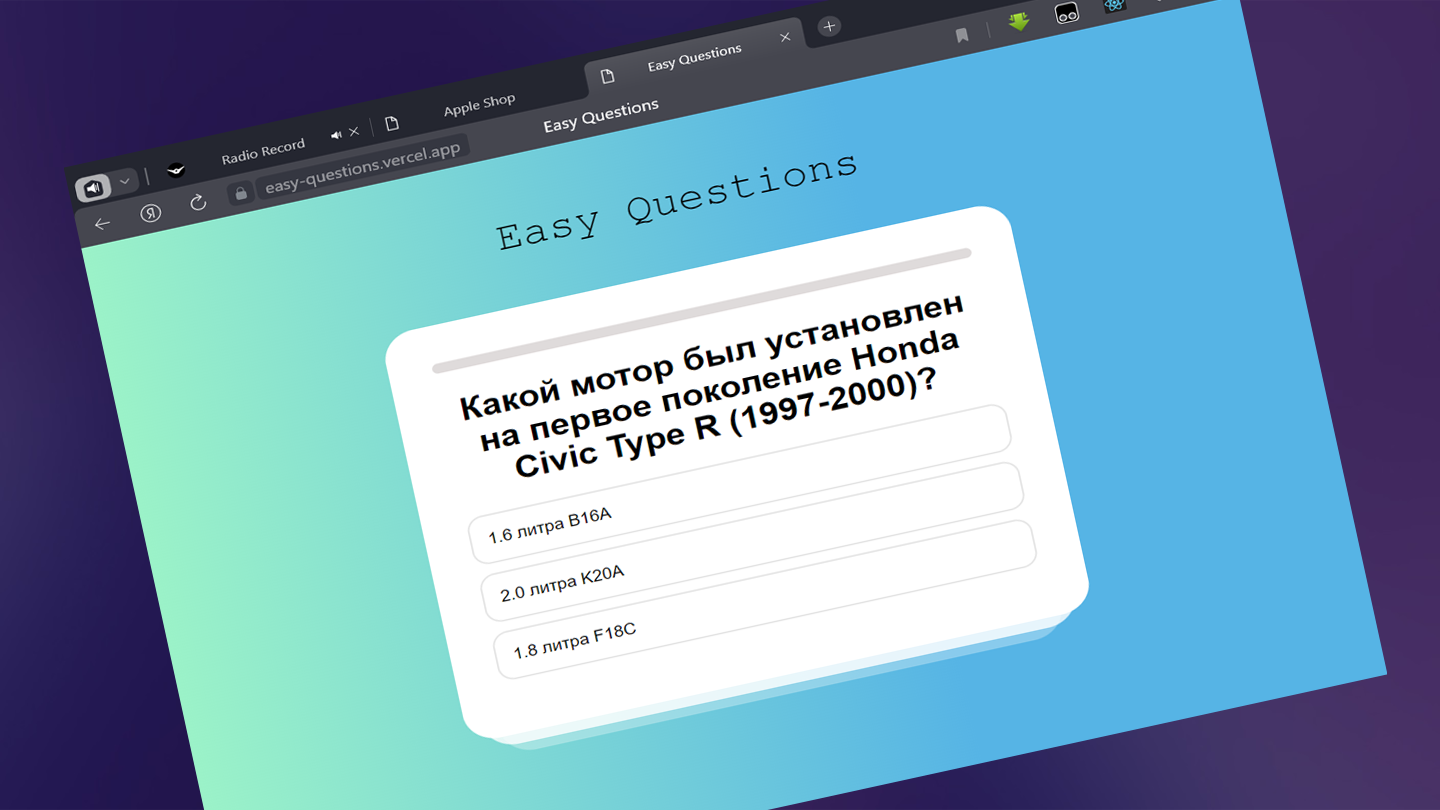 Radio Record
Apple Shop
Easy Questions
Я
easy-questions.vercel.app
Easy Questions
Easy Questions
Какой мотор был установлен
на первое поколение Honda
Civic Type R (1997-2000)?
1.6 литра B16A
2.0 литра K20A
1.8 литра F18C